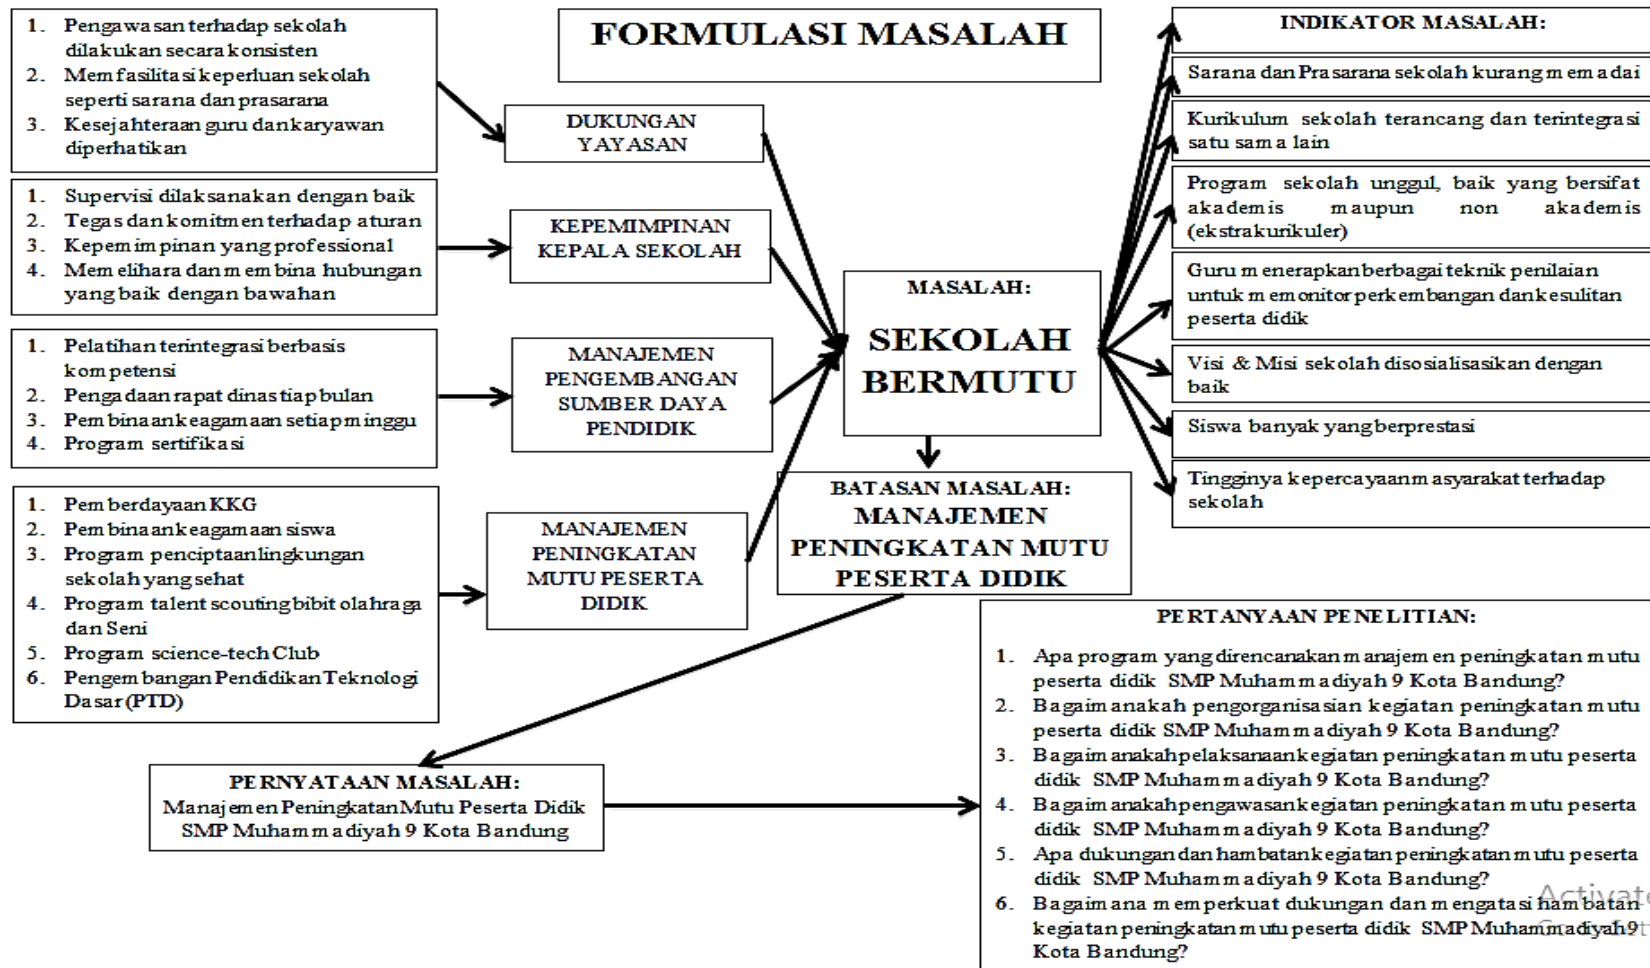 FORMULASI MASALAH
1. Pengawasan terhadap sekolah
dilakukan secara konsisten
2. Memfasilitasi keperluan sekolah
seperti sarana dan prasarana
3. Kesejahteraan guru dan karyawan
diperhatikan
DUKUNGAN
YAYASAN
1. Supervisi dilaksanakan dengan baik
2. Tegas dan komitmen terhadap aturan
3. Kepemimpinan yang professional
4. Memelihara dan membina hubungan
yang baik dengan bawahan
KEPEMIMPINAN
KEPALA SEKOLAH
1. Pelatihan terintegrasi berbasis
kompetensi
2. Pengadaan rapat dinas tiap bulan
3. Pembinaan keagamaan setiap minggu
4. Program sertifikasi
MANAJEMEN
PENGEMBANGAN
SUMBER DAYA
PENDIDIK
1. Pemberdayaan KKG
2. Pembinaan keagamaan siswa
3. Program penciptaan lingkungan
sekolah yang sehat
4. Program talent scouting bibit olahraga
dan Seni
5. Program science-tech Club
6. Pengembangan Pendidikan Teknologi
Dasar (PTD)
MANAJEMEN
PENINGKATAN
MUTU PESERTA
DIDIK
MASALAH:
SEKOLAH
BERMUTU
INDIKATOR MASALAH:
Sarana dan Prasarana sekolah kurang memadai
Kurikulum sekolah terancang dan terintegrasi
satu sama lain
Program sekolah unggul, baik yang bersifat
akademis maupun non akademis
(ekstrakurikuler)
Guru menerapkan berbagai teknik penilaian
untuk memonitor perkembangan dan kesulitan
peserta didik
Visi & Misi sekolah disosialisasikan dengan
baik
Siswa banyak yang berprestasi
Tingginya kepercayaan masyarakat terhadap
sekolah
BATASAN MASALAH:
MANAJEMEN
PENINGKATAN MUTU
PESERTA DIDIK
PERNYATAAN MASALAH:
Manajemen Peningkatan Mutu Peserta Didik
SMP Muhammadiyah 9 Kota Bandung
PERTANYAAN PENELITIAN:
1. Apa program yang direncanakan manajemen peningkatan mutu
peserta didik SMP Muhammadiyah 9 Kota Bandung?
2. Bagaimanakah pengorganisasian kegiatan peningkatan mutu
peserta didik SMP Muhammadiyah 9 Kota Bandung?
3. Bagaimanakah pelaksanaan kegiatan peningkatan mutu peserta
didik SMP Muhammadiyah 9 Kota Bandung?
4. Bagaimanakah pengawasan kegiatan peningkatan mutu peserta
didik SMP Muhammadiyah 9 Kota Bandung?
5. Apa dukungan dan hambatan kegiatan peningkatan mutu peserta
didik SMP Muhammadiyah 9 Kota Bandung?
6. Bagaimana memperkuat dukungan dan mengatasi hambatan
kegiatan peningkatan mutu peserta didik SMP Muhammadiyah 9
Kota Bandung?
Activate